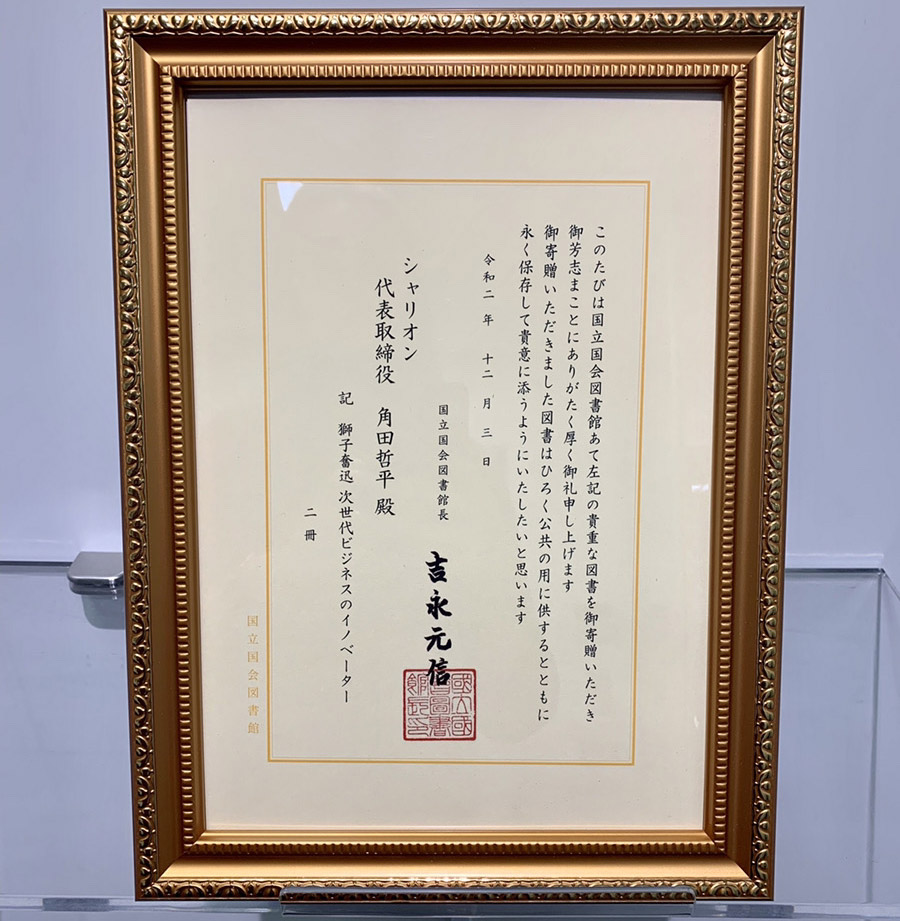 このたびは国立国会図書館あて左記の貴重な図書を御寄贈いただき
御芳志まことにありがたく厚く御礼申し上げます
御寄贈いただきました図書はひろく公共の用に供するとともに
永く保存して貴意に添うようにいたしたいと思います
令和二年 十二月三日
国立国会図書館長 吉永元信
シャリオン
代表取締役 角田哲平 殿
記 獅子奮迅 次世代ビジネスのイノベーター
二冊
国立国会図書館